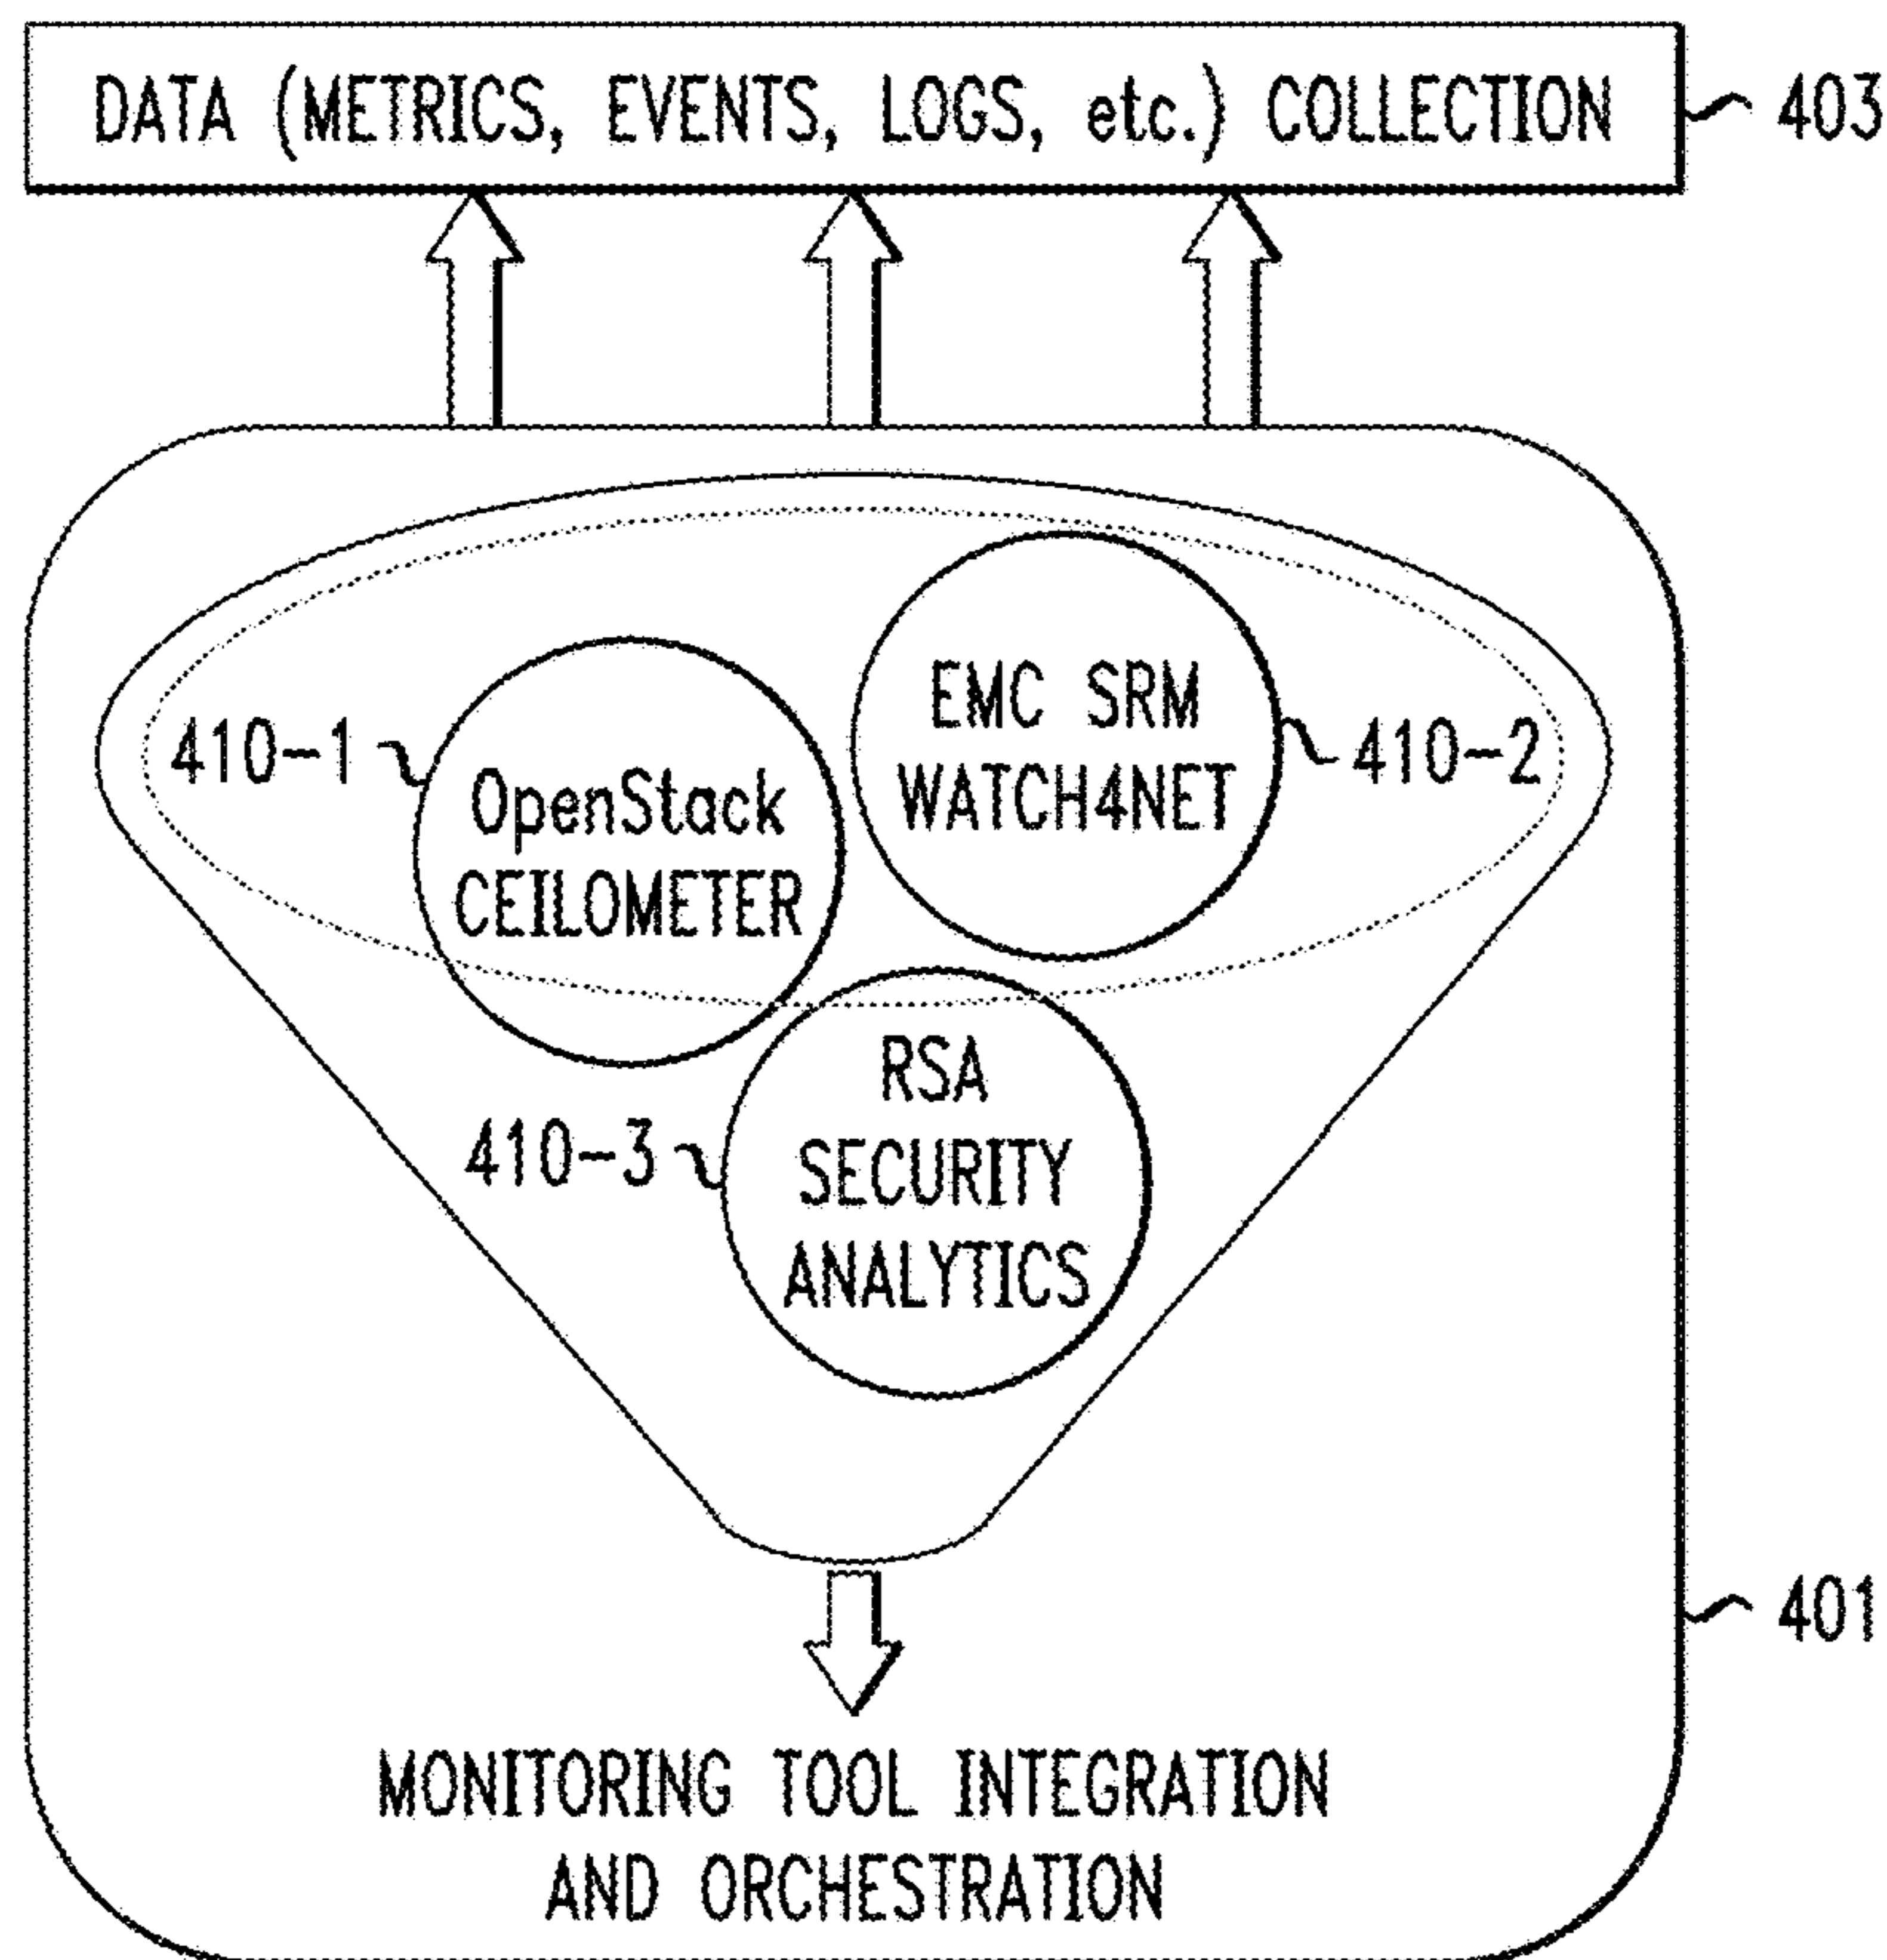 DATA (METRICS, EVENTS, LOGS, etc.) COLLECTION
403
EMC SRM
WATCH4NET
410-2
410-1
OpenStack
CEILOMETER
RSA
SECURITY
ANALYTICS
410-3
401
MONITORING TOOL INTEGRATION
AND ORCHESTRATION